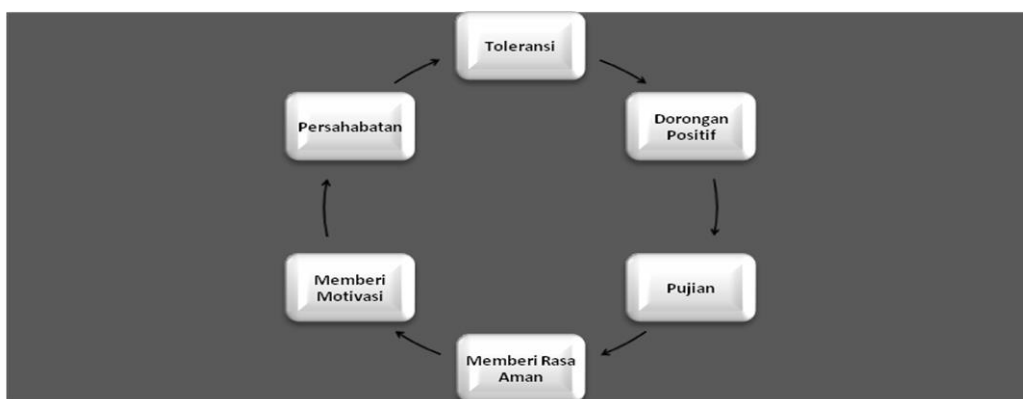 Toleransi
Dorongan
Positif
Pujian
Memberi Rasa
Aman
Memberi
Motivasi
Persahabatan